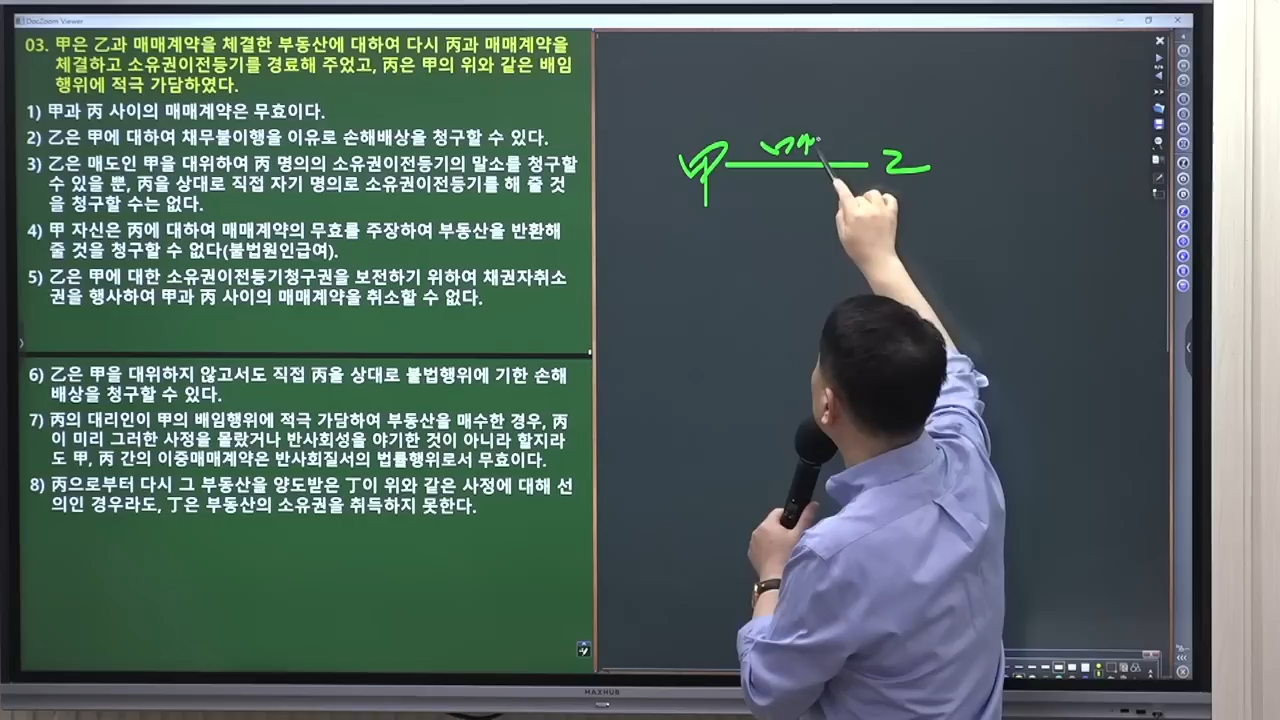 DocZoom Viewer
03. 甲은 乙과 매매계약을 체결한 부동산에 대하여 다시 丙과 매매계약을
체결하고 소유권이전등기를 경료해 주었고, 丙은 甲의 위와 같은 배임
행위에 적극 가담하였다.
1) 甲과 丙 사이의 매매계약은 무효이다.
2) 乙은 甲에 대하여 채무불이행을 이유로 손해배상을 청구할 수 있다.
3) 乙은 매도인 甲을 대위하여 丙 명의의 소유권이전등기의 말소를 청구할
수 있을 뿐, 丙을 상대로 직접 자기 명의로 소유권이전등기를 해 줄 것
을 청구할 수는 없다.
4) 甲 자신은 丙에 대하여 매매계약의 무효를 주장하여 부동산을 반환해
줄 것을 청구할 수 없다(불법원인급여).
5) 乙은 甲에 대한 소유권이전등기청구권을 보전하기 위하여 채권자취소
권을 행사하여 甲과 丙 사이의 매매계약을 취소할 수 없다.
6) 乙은 甲을 대위하지 않고서도 직접 丙을 상대로 불법행위에 기한 손해
배상을 청구할 수 있다.
7) 丙의 대리인이 甲의 배임행위에 적극 가담하여 부동산을 매수한 경우, 丙
이 미리 그러한 사정을 몰랐거나 반사회성을 야기한 것이 아니라 할지라
도 甲, 丙 간의 이중매매계약은 반사회질서의 법률행위로서 무효이다.
8) 丙으로부터 다시 그 부동산을 양도받은 丁이 위와 같은 사정에 대해 선
의인 경우라도, 丁은 부동산의 소유권을 취득하지 못한다.
甲 乙
MAXHUB